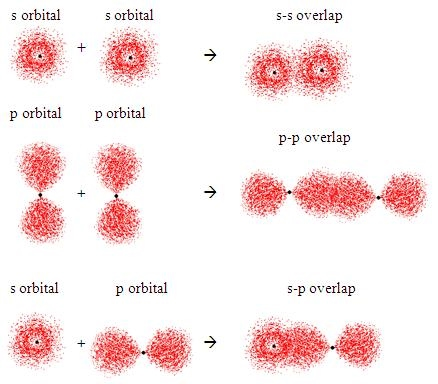 s orbital s orbital s-s overlap
+ →
p orbital p orbital
p-p overlap
+ →
s orbital p orbital s-p overlap
+ →